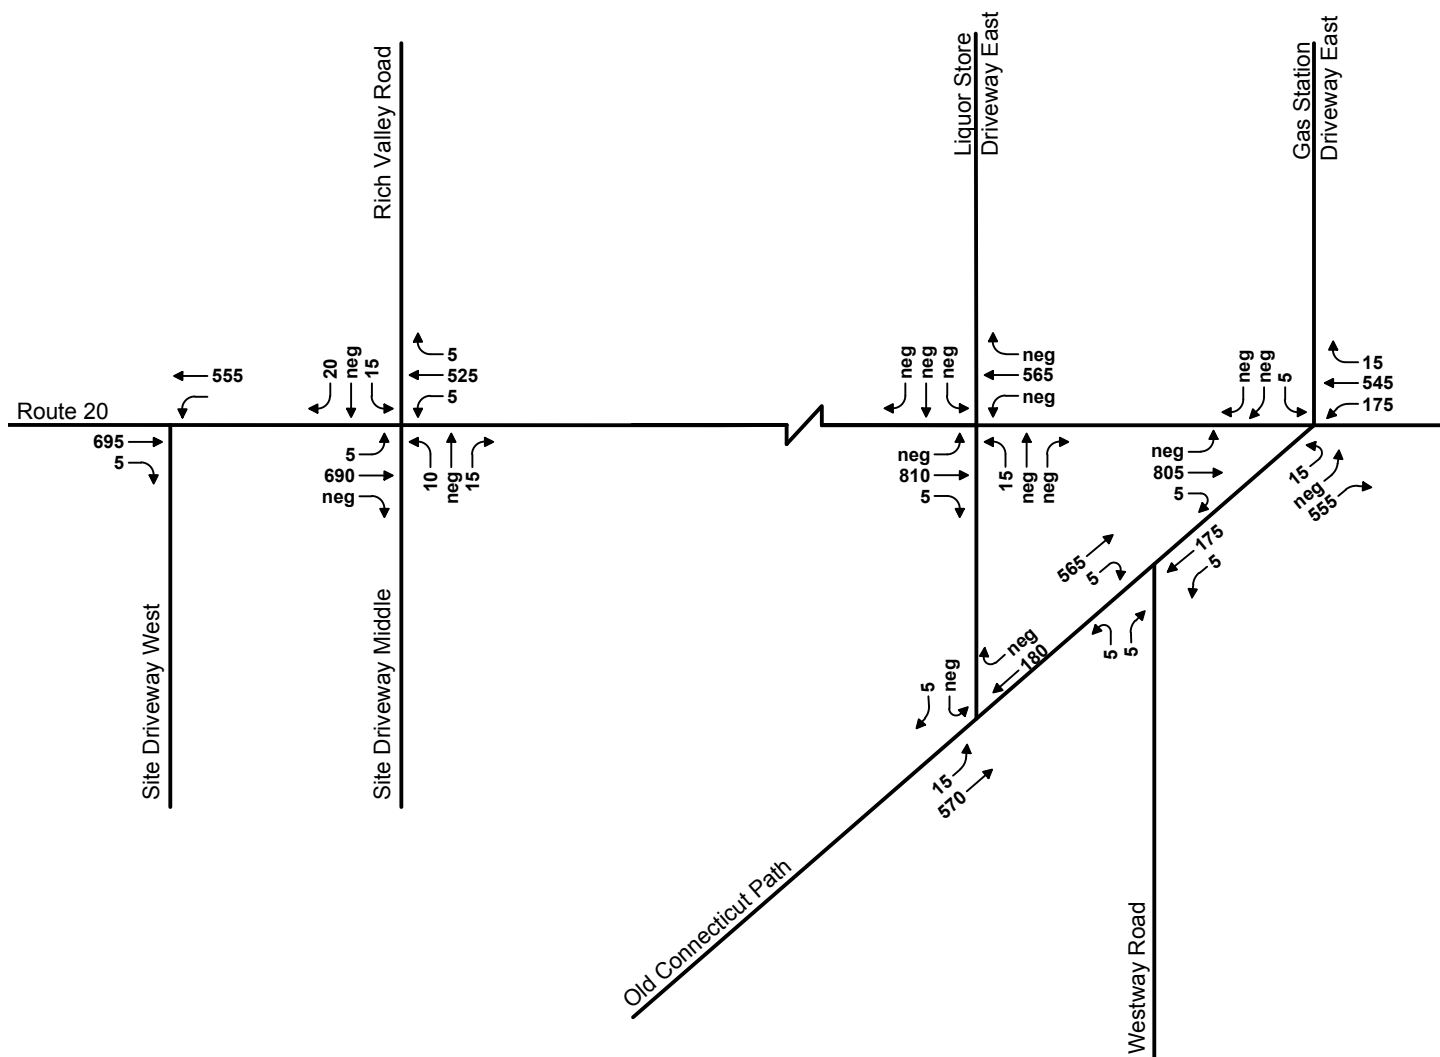 Rich Valley Road
Liquor Store
Driveway East
Gas Station
Driveway East
Route 20
555
695
5
20
neg
15
5
525
5
5
690
neg
10
neg
15
neg
neg
neg
neg
565
neg
neg
810
5
15
neg
neg
neg
neg
5
15
545
175
neg
805
5
15
neg
555
565
5
175
5
5
5
neg
180
5
neg
15
570
Site Driveway West
Site Driveway Middle
Old Connecticut Path
Westway Road